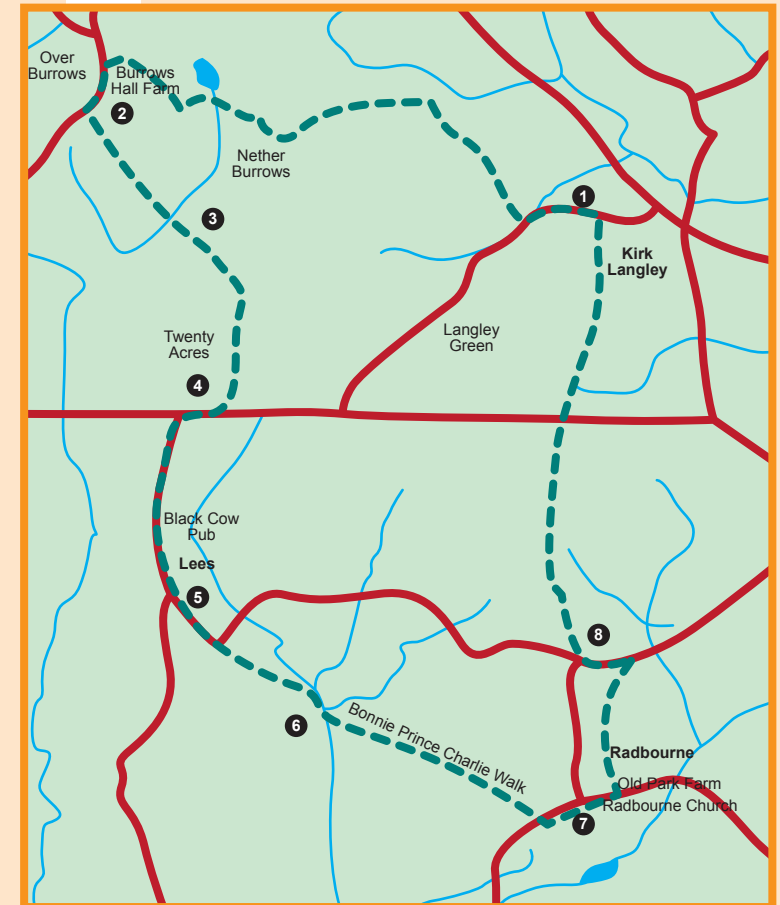 Over
Burrows
Burrows
Hall Farm
2
Nether
Burrows
1
3
Kirk
Langley
Langley
Green
Twenty
Acres
4
Black Cow
Pub
Lees
5
8
6
Bonnie Prince Charlie Walk
Radbourne
Old Park Farm
Radbourne Church
7